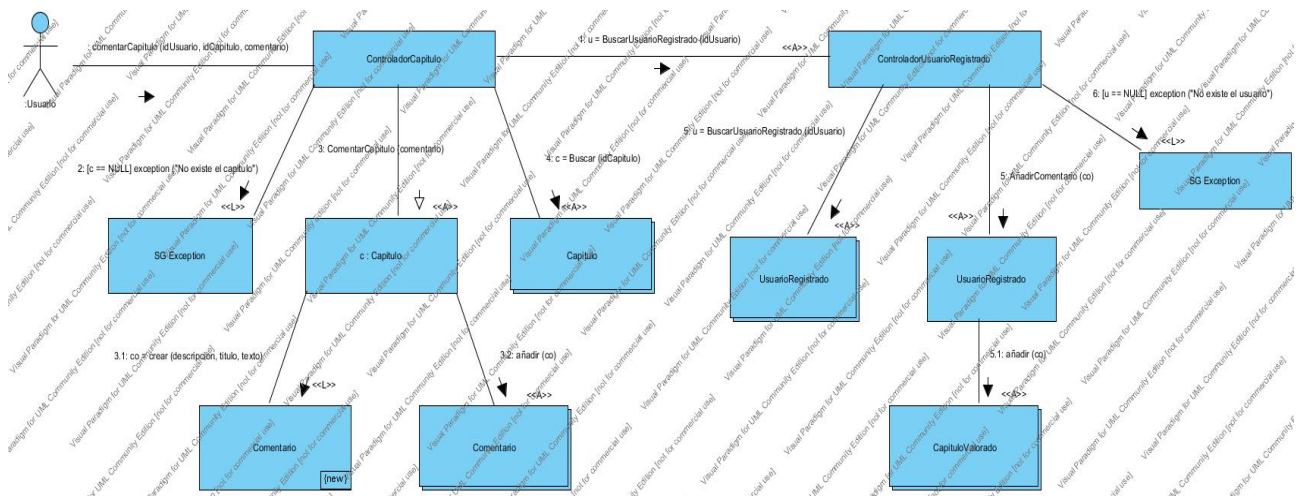 : comentarCapitulo (idUsuario, idCapitulo, comentario)
ControladorCapitulo
1: u = BuscarUsuarioRegistrado (idUsuario)
<<A>>
ControladorUsuarioRegistrado
:Usuario
6: [u == NULL] exception ("No existe el usuario")
<<L>>
SG Exception
5: u = BuscarUsuarioRegistrado (idUsuario)
3: ComentarCapitulo (comentario)
4: c = Buscar (idCapitulo)
2: [c == NULL] exception ("No existe el capitulo")
5: AñadirComentario (co)
<<L>>
<<A>>
<<A>>
<<A>>
<<A>>
SG Exception
c : Capitulo
Capitulo
UsuarioRegistrado
UsuarioRegistrado
3.1: co = crear (descripcion, titulo, texto)
3.2: añadir (co)
5.1: añadir (co)
<<L>>
<<A>>
<<A>>
Comentario
{new}
Comentario
CapituloValorado
Visual Paradigm for UML Community Edition [not for commercial use]